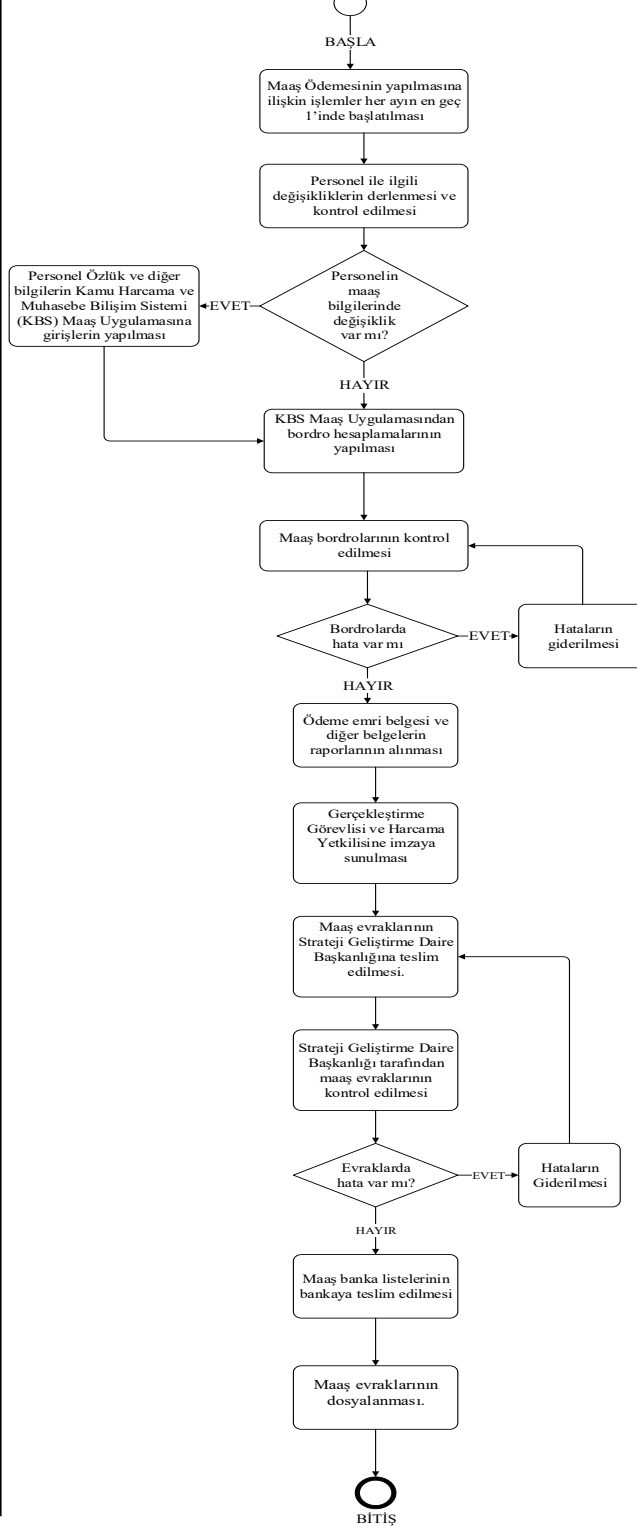 BAŞLA
Maaş Ödemesinin yapılmasına
ilişkin işlemler her ayın en geç
1’inde başlatılması
Personel ile ilgili
değişikliklerin derlenmesi ve
kontrol edilmesi
Personelin
maaş
bilgilerinde
değişiklik
var mı?
EVET
Personel Özlük ve diğer
bilgilerin Kamu Harcama ve
Muhasebe Bilişim Sistemi
(KBS) Maaş Uygulamasına
girişlerin yapılması
HAYIR
KBS Maaş Uygulamasından
bordro hesaplamalarının
yapılması
Maaş bordrolarının kontrol
edilmesi
Bordrolarda
hata var mı
EVET
Hataların
giderilmesi
HAYIR
Ödeme emri belgesi ve
diğer belgelerin
raporlarının alınması
Gerçekleştirme
Görevlisi ve Harcama
Yetkilisine imzaya
sunulması
Maaş evraklarının
Strateji Geliştirme Daire
Başkanlığına teslim
edilmesi.
Strateji Geliştirme Daire
Başkanlığı tarafından
maaş evraklarının
kontrol edilmesi
Evraklarda
hata var mı?
EVET
Hataların
Giderilmesi
HAYIR
Maaş banka listelerinin
bankaya teslim edilmesi
Maaş evraklarının
dosyalanması.
BİTİŞ